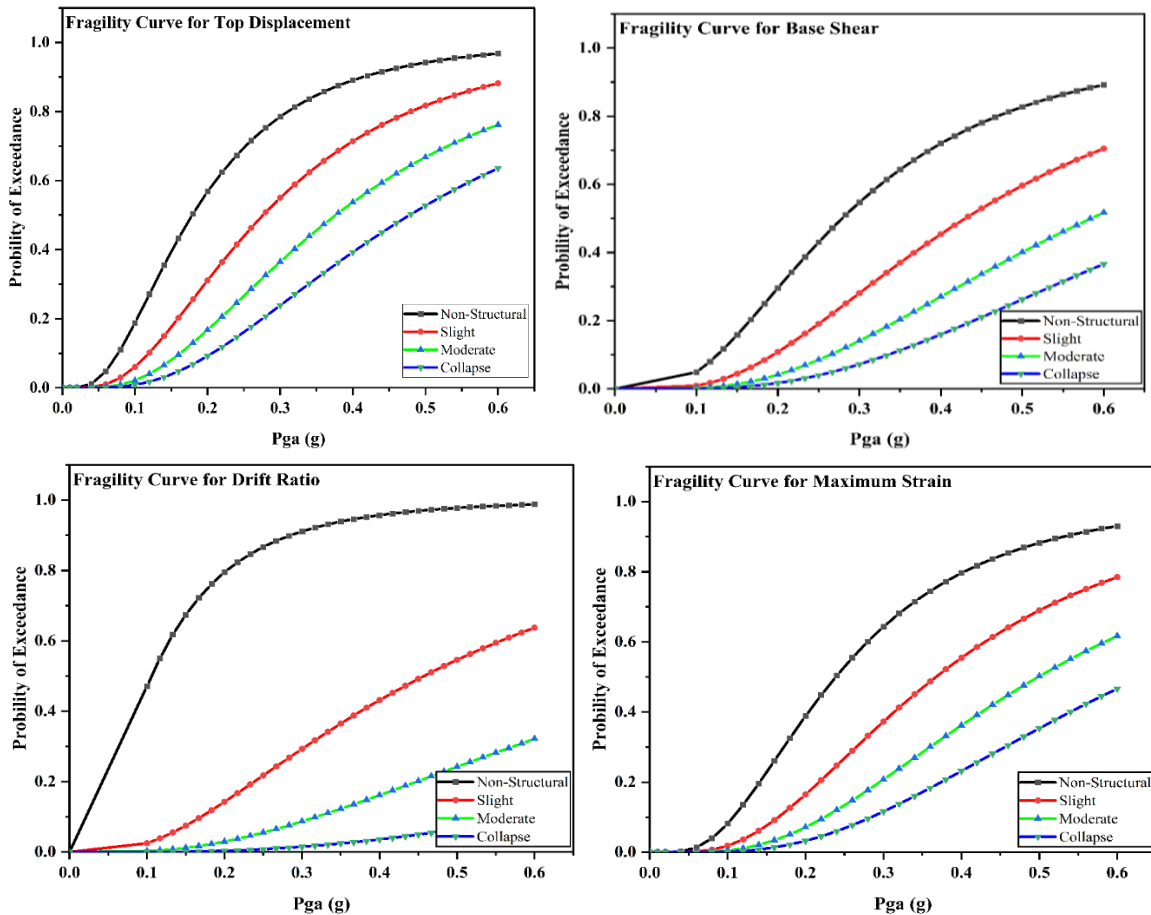 Fragility Curve for Top Displacement
1.0
0.8
0.6
0.4
0.2
0.0
Probility of Exceedance
Non-Structural
Slight
Moderate
Collapse
0.0 0.1 0.2 0.3 0.4 0.5 0.6
Pga (g)
Fragility Curve for Base Shear
1.0
0.8
0.6
0.4
0.2
0.0
Probility of Exceedance
Non-Structural
Slight
Moderate
Collapse
0.0 0.1 0.2 0.3 0.4 0.5 0.6
Pga (g)
Fragility Curve for Drift Ratio
1.0
0.8
0.6
0.4
0.2
0.0
Probility of Exceedance
Non-Structural
Slight
Moderate
Collapse
0.0 0.1 0.2 0.3 0.4 0.5 0.6
Pga (g)
Fragility Curve for Maximum Strain
1.0
0.8
0.6
0.4
0.2
0.0
Probility of Exceedance
Non-Structural
Slight
Moderate
Collapse
0.0 0.1 0.2 0.3 0.4 0.5 0.6
Pga (g)